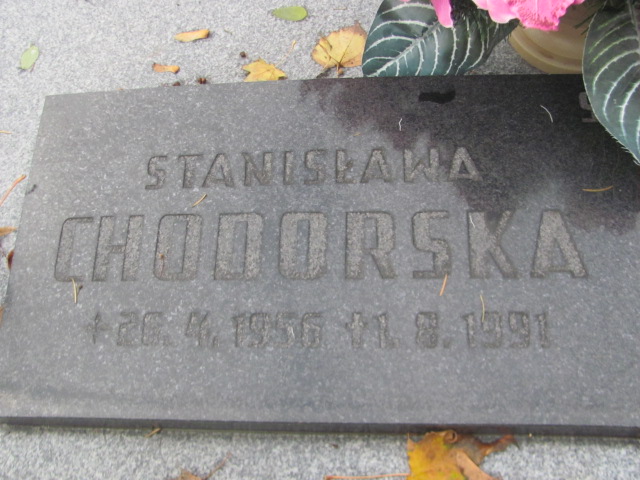 STANISŁAWA
CHODORSKA
* 26. 4. 1956 † 1. 8. 1991